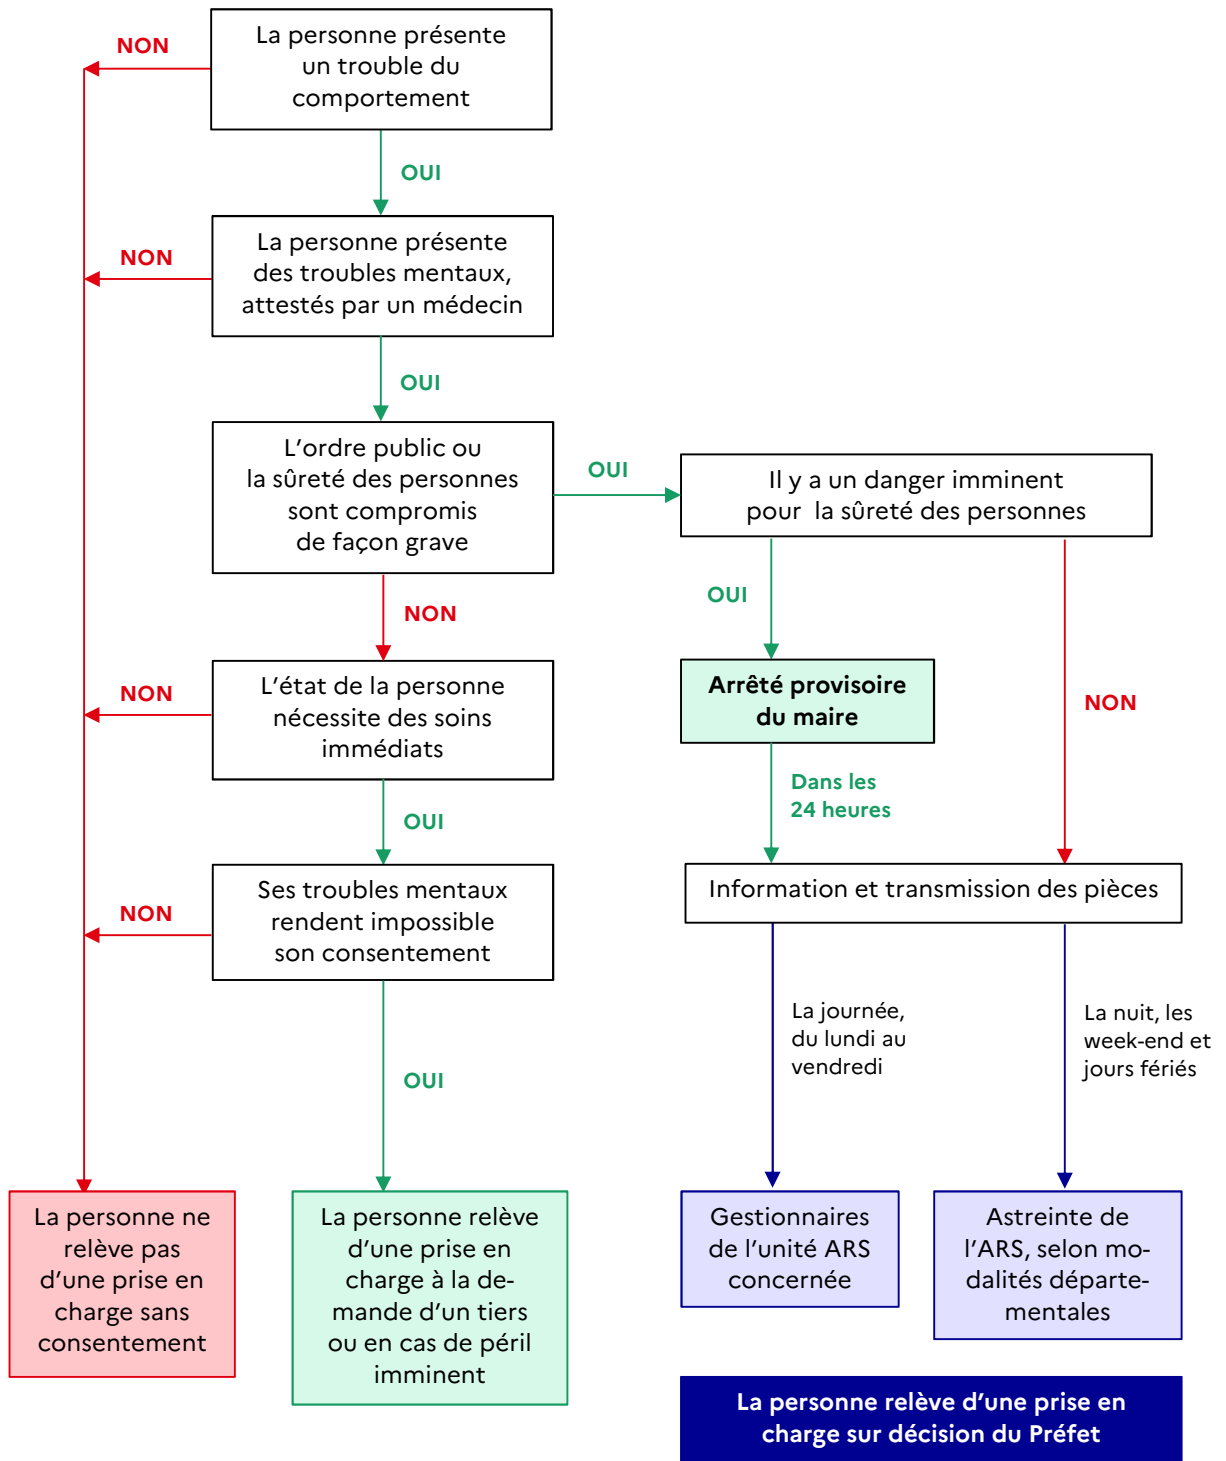 La personne présente
un trouble du
comportement
NON
OUI
La personne présente
des troubles mentaux,
attestés par un médecin
NON
OUI
L’ordre public ou
la sûreté des personnes
sont compromis
de façon grave
OUI
Il y a un danger imminent
pour la sûreté des personnes
NON
OUI
NON
L’état de la personne
nécessite des soins
immédiats
NON
Arrêté provisoire
du maire
Dans les
24 heures
OUI
Ses troubles mentaux
rendent impossible
son consentement
NON
Information et transmission des pièces
OUI
La journée,
du lundi au
vendredi
La nuit, les
week-end et
jours fériés
La personne ne
relève pas
d’une prise en
charge sans
consentement
La personne relève
d’une prise en
charge à la de-
mande d’un tiers
ou en cas de péril
imminent
Gestionnaires
de l’unité ARS
concernée
Astreinte de
l’ARS, selon mo-
dalités départe-
mentales
La personne relève d’une prise en
charge sur décision du Préfet